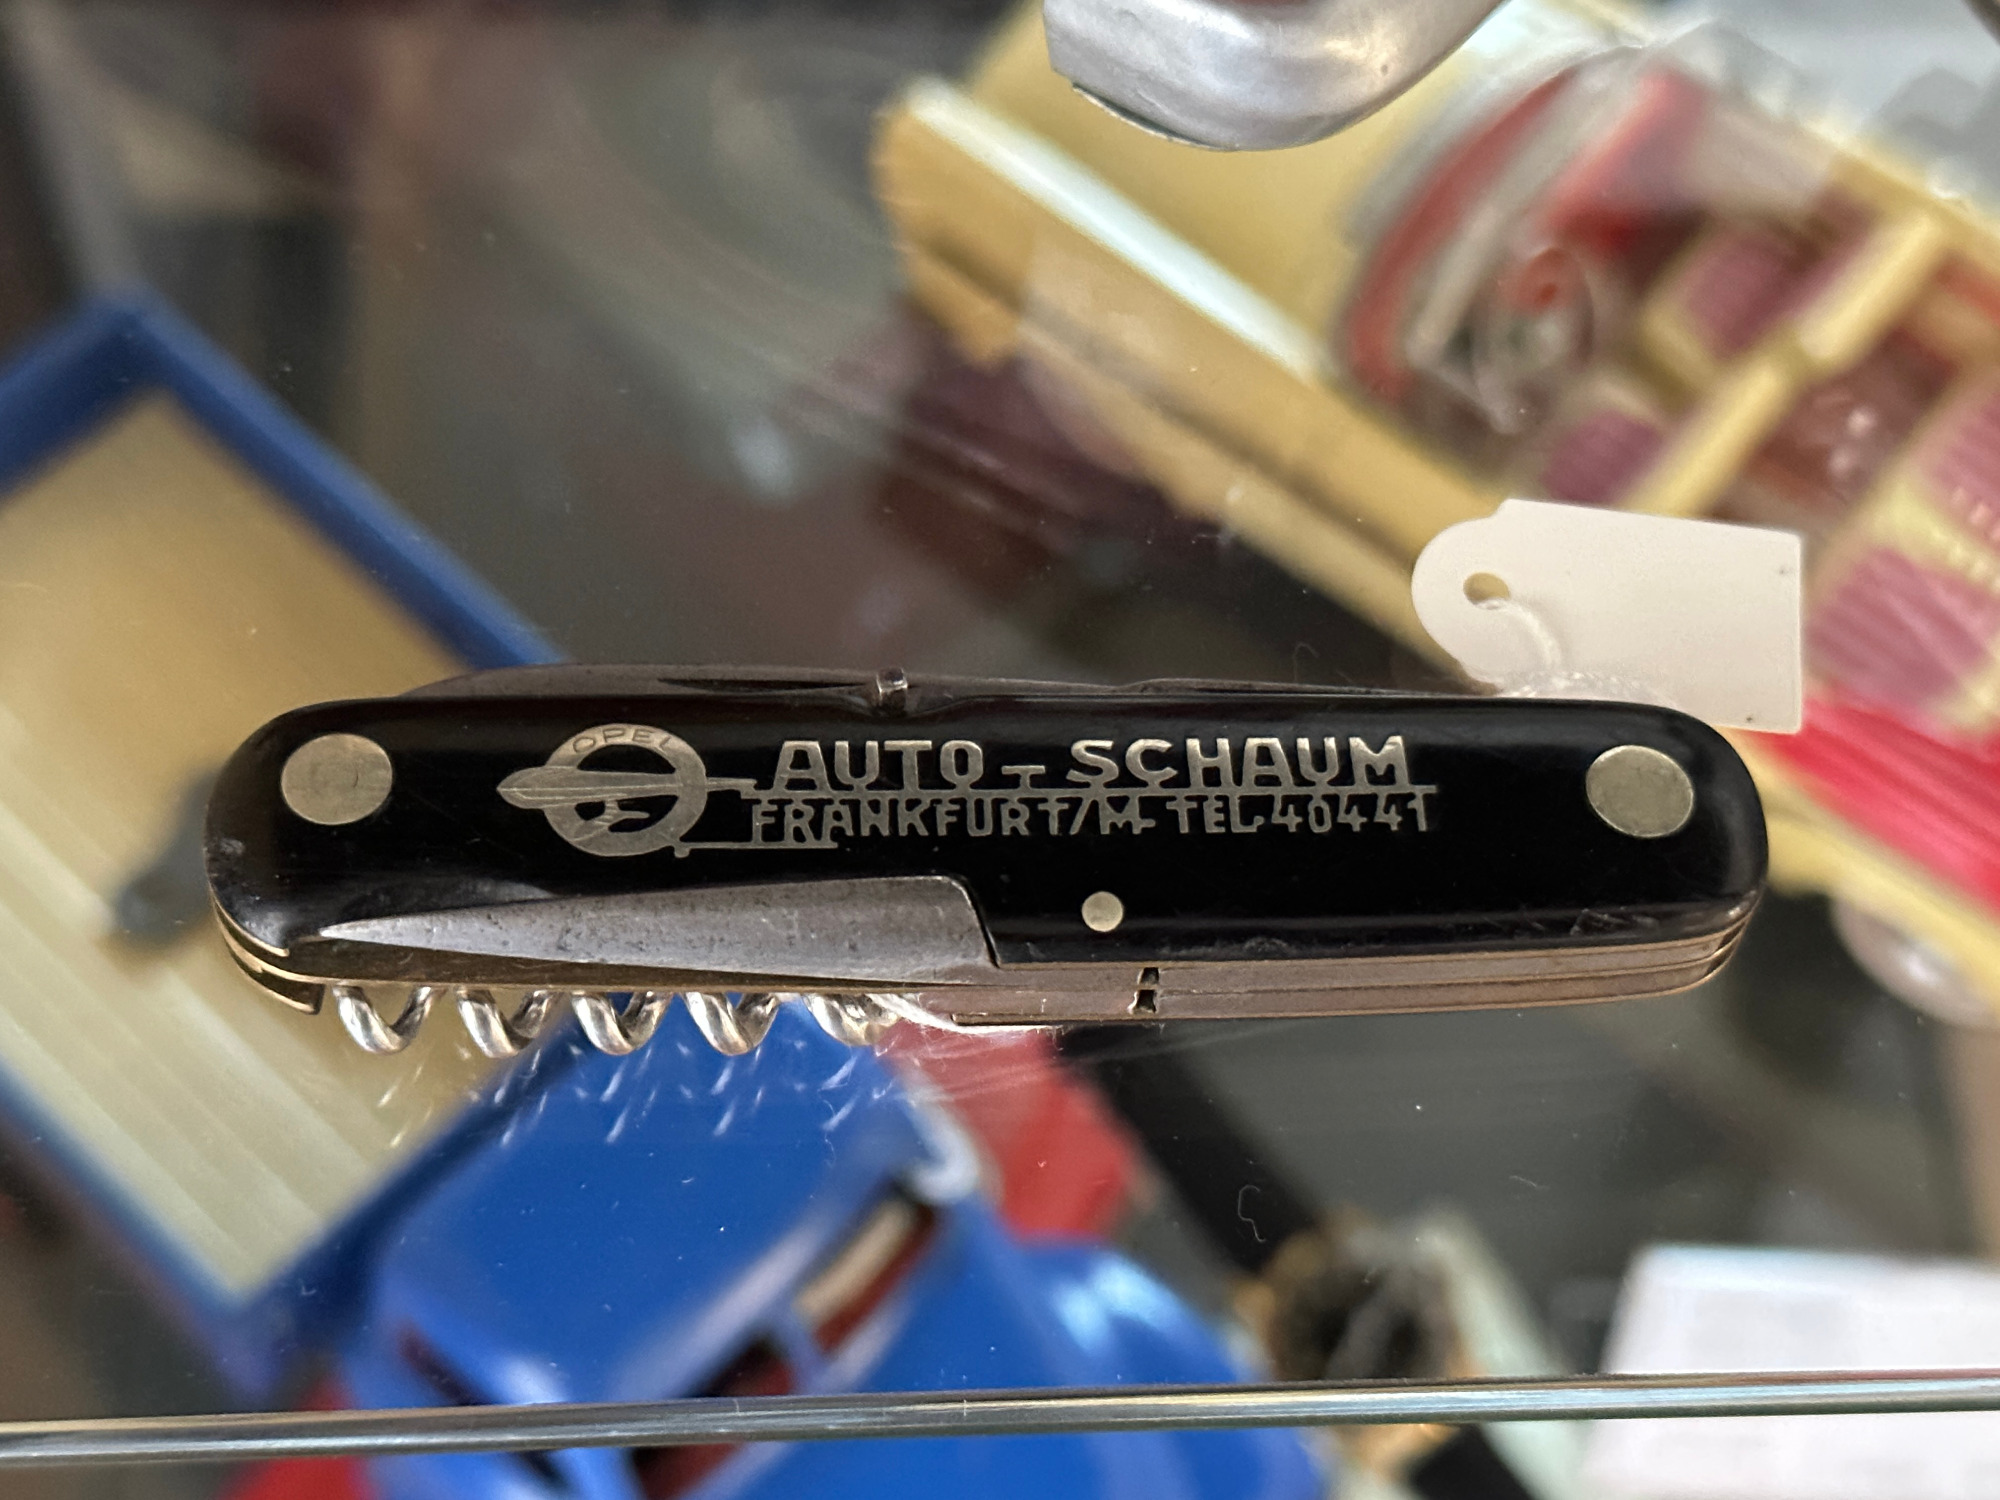 OPEL
AUTO-SCHAUM
FRANKFURT/M. TEL. 40441